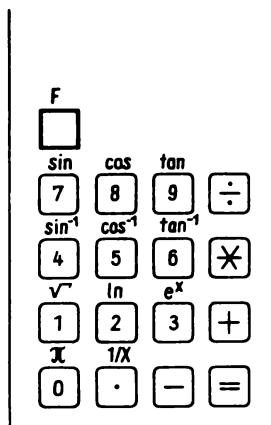 F
sin cos tan
7 8 9 ÷
sin⁻¹ cos⁻¹ tan⁻¹
4 5 6 *
√ ln eˣ
1 2 3 +
π 1/X
0 . − =